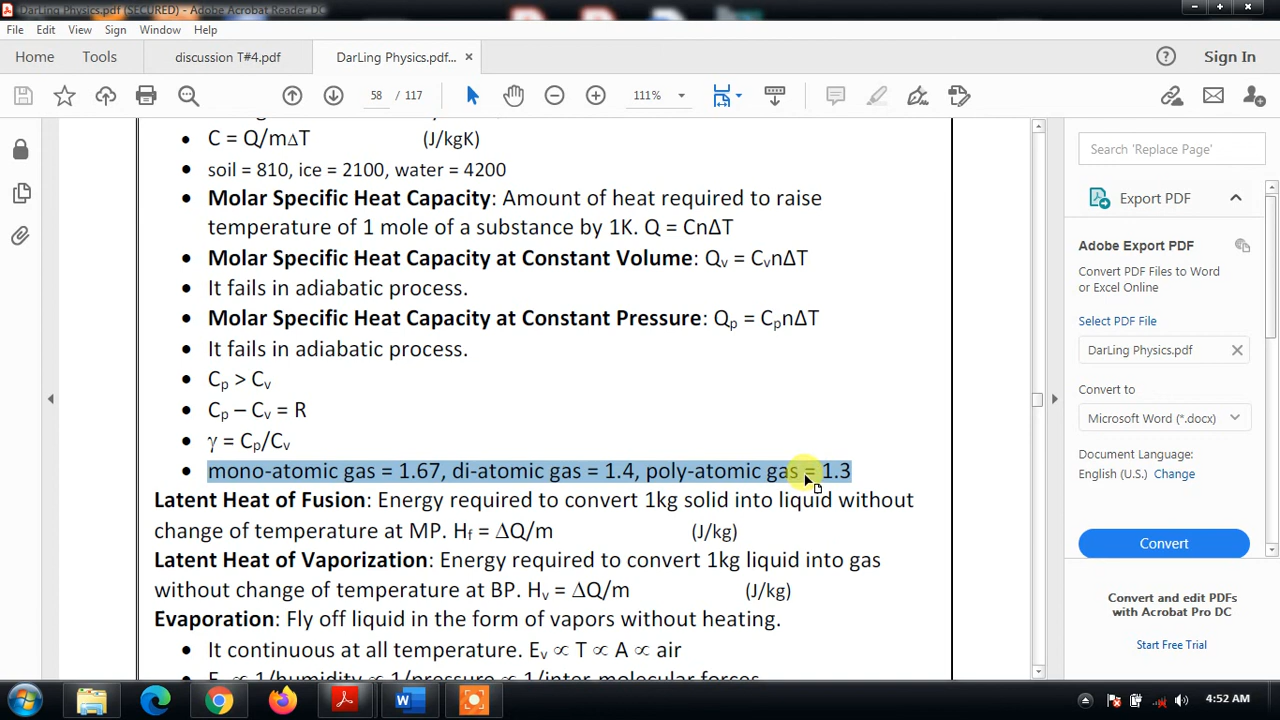 DarLing Physics.pdf (SECURED) - Adobe Acrobat Reader DC
File Edit View Sign Window Help
Home Tools discussion T#4.pdf DarLing Physics.pdf... × Sign In
58 / 117 111%
• C = Q/m∆T (J/kgK)
• soil = 810, ice = 2100, water = 4200
• Molar Specific Heat Capacity: Amount of heat required to raise
temperature of 1 mole of a substance by 1K. Q = CnΔT
• Molar Specific Heat Capacity at Constant Volume: Qv = CvnΔT
• It fails in adiabatic process.
• Molar Specific Heat Capacity at Constant Pressure: Qp = CpnΔT
• It fails in adiabatic process.
• Cp > Cv
• Cp – Cv = R
• γ = Cp/Cv
• mono-atomic gas = 1.67, di-atomic gas = 1.4, poly-atomic gas = 1.3
Latent Heat of Fusion: Energy required to convert 1kg solid into liquid without
change of temperature at MP. Hf = ∆Q/m (J/kg)
Latent Heat of Vaporization: Energy required to convert 1kg liquid into gas
without change of temperature at BP. Hv = ∆Q/m (J/kg)
Evaporation: Fly off liquid in the form of vapors without heating.
• It continuous at all temperature. Ev ∝ T ∝ A ∝ air
∝ 1/humidity ∝ 1/pressure ∝ 1/inter-molecular forces
Search 'Replace Page'
Export PDF
Adobe Export PDF
Convert PDF Files to Word
or Excel Online
Select PDF File
DarLing Physics.pdf ×
Convert to
Microsoft Word (*.docx)
Document Language:
English (U.S.) Change
Convert
Convert and edit PDFs
with Acrobat Pro DC
Start Free Trial
4:52 AM